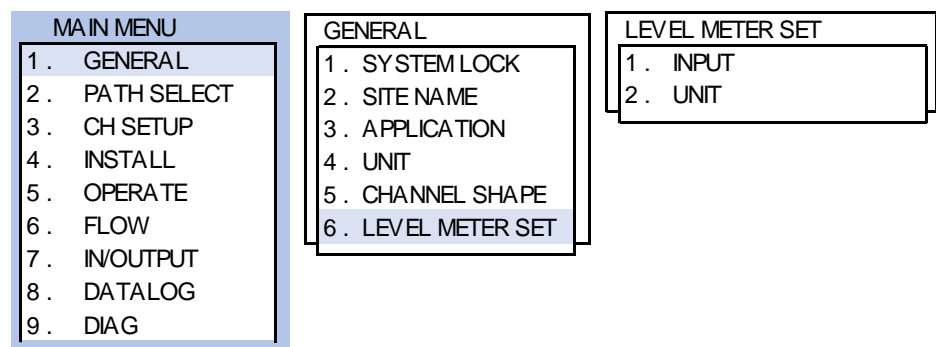 MAIN MENU
1. GENERAL
2. PATH SELECT
3. CH SETUP
4. INSTALL
5. OPERATE
6. FLOW
7. IN/OUTPUT
8. DATALOG
9. DIAG
GENERAL
1. SYSTEM LOCK
2. SITE NAME
3. APPLICATION
4. UNIT
5. CHANNEL SHAPE
6. LEVEL METER SET
LEVEL METER SET
1. INPUT
2. UNIT